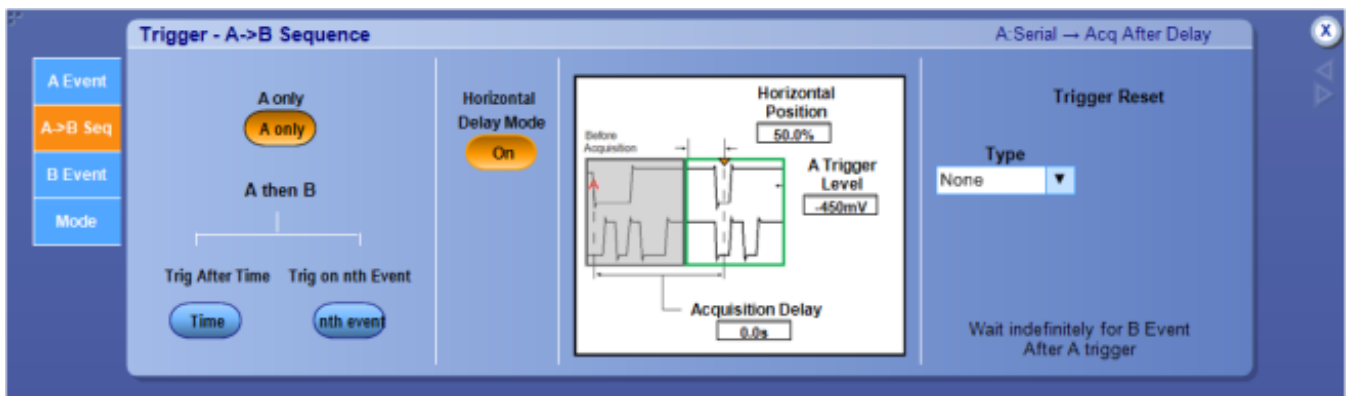 Trigger - A->B Sequence
A:Serial → Acq After Delay
X
A Event
A->B Seq
B Event
Mode
A only
A only
A then B
Trig After Time
Trig on nth Event
Time
nth event
Horizontal
Delay Mode
On
Horizontal
Position
50.0%
Before
Acquisition
A
A Trigger
Level
-450mV
Acquisition Delay
0.0s
Trigger Reset
Type
None
Wait indefinitely for B Event
After A trigger